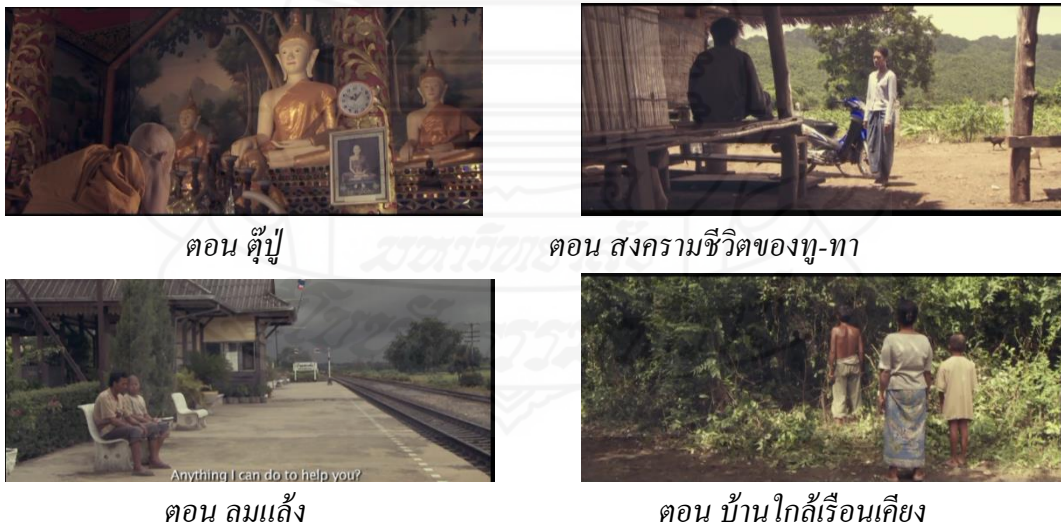 ตอน ตุ๊ปู่
ตอน สงครามชีวิตของทู-ทา
Anything I can do to help you?
ตอน ลมแล้ง
ตอน บ้านใกล้เรือนเคียง